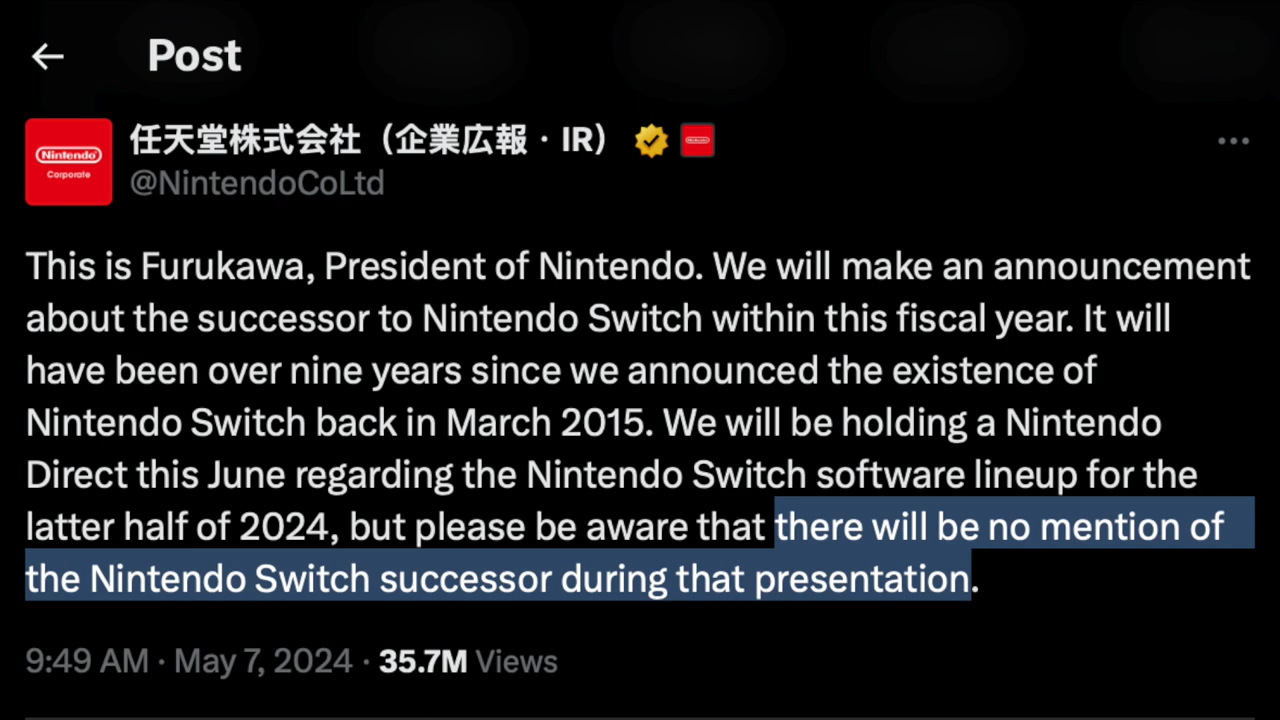 Post
Nintendo
Corporate
任天堂株式会社（企業広報・IR）
@NintendoCoLtd
This is Furukawa, President of Nintendo. We will make an announcement
about the successor to Nintendo Switch within this fiscal year. It will
have been over nine years since we announced the existence of
Nintendo Switch back in March 2015. We will be holding a Nintendo
Direct this June regarding the Nintendo Switch software lineup for the
latter half of 2024, but please be aware that there will be no mention of
the Nintendo Switch successor during that presentation.
9:49 AM · May 7, 2024 · 35.7M Views